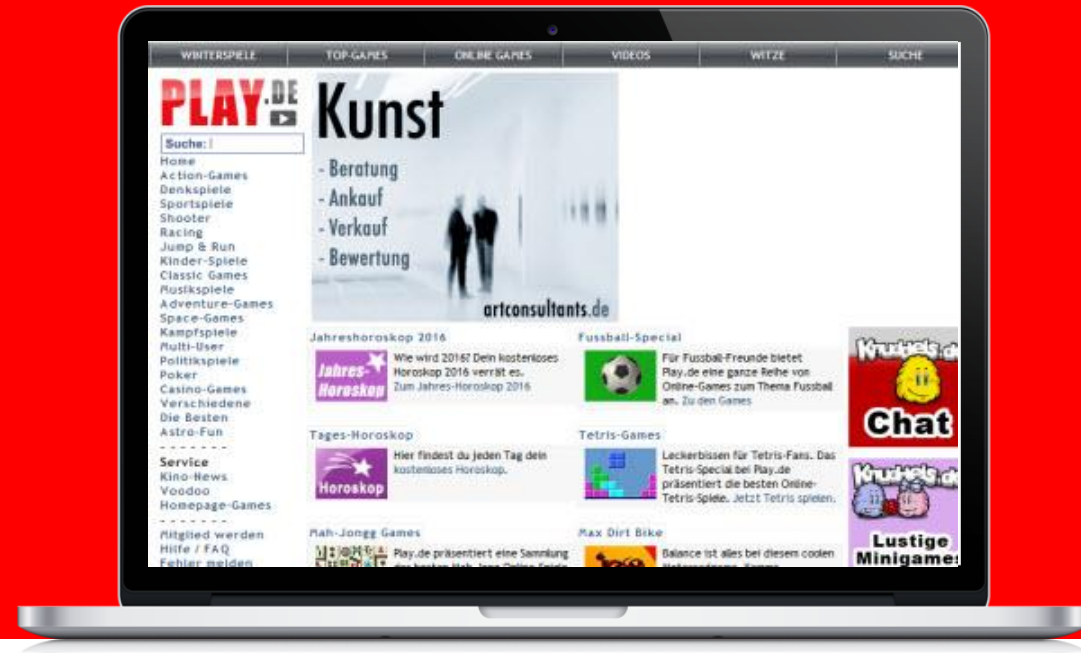 WINTERSPIELE
TOP-GAMES
ONLINE GAMES
VIDEOS
WITZE
SUCHE
PLAY.DE
Suche:
Home
Action-Games
Denkspiele
Sportspiele
Shooter
Racing
Jump & Run
Kinder-Spiele
Classic Games
Musikspiele
Adventure-Games
Space-Games
Kampfspiele
Multi-User
Politikspiele
Poker
Casino-Games
Verschiedene
Die Besten
Astro-Fun
Service
Kino-News
Voodoo
Homepage-Games
Mitglied werden
Hilfe / FAQ
Fehler melden
Kunst
- Beratung
- Ankauf
- Verkauf
- Bewertung
artconsultants.de
Jahreshoroskop 2016
Jahres-
Horoskop
Wie wird 2016? Dein kostenloses
Horoskop 2016 verrät es.
Zum Jahres-Horoskop 2016
Fussball-Special
Für Fussball-Freunde bietet
Play.de eine ganze Reihe von
Online-Games zum Thema Fussball
an. Zu den Games
Tages-Horoskop
Horoskop
Hier findest du jeden Tag dein
kostenloses Horoskop.
Tetris-Games
Leckerbissen für Tetris-Fans. Das
Tetris-Special bei Play.de
präsentiert die besten Online-
Tetris-Spiele. Jetzt Tetris spielen.
Mah-Jongg Games
Play.de präsentiert eine Sammlung
Max Dirt Bike
Balance ist alles bei diesem coolen
Knuddels.d
Chat
Knuddels.d
Lustige
Minigames